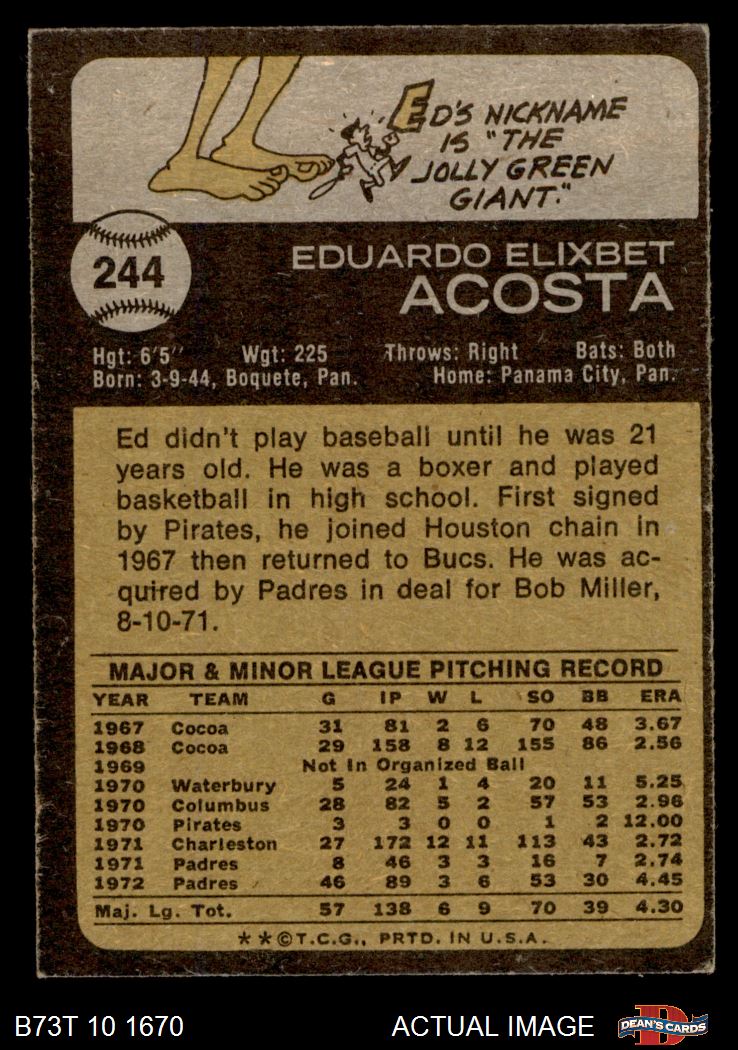 ED'S NICKNAME
IS "THE
JOLLY GREEN
GIANT."
244
EDUARDO ELIXBET
ACOSTA
Hgt: 6'5" Wgt: 225 Throws: Right Bats: Both
Born: 3-9-44, Boquete, Pan. Home: Panama City, Pan.
Ed didn't play baseball until he was 21
years old. He was a boxer and played
basketball in high school. First signed
by Pirates, he joined Houston chain in
1967 then returned to Bucs. He was ac-
quired by Padres in deal for Bob Miller,
8-10-71.
MAJOR & MINOR LEAGUE PITCHING RECORD
YEAR TEAM G IP W L SO BB ERA
1967 Cocoa 31 81 2 6 70 48 3.67
1968 Cocoa 29 158 8 12 155 86 2.56
1969 Not In Organized Ball
1970 Waterbury 5 24 1 4 20 11 5.25
1970 Columbus 28 82 5 2 57 53 2.96
1970 Pirates 3 3 0 0 1 2 12.00
1971 Charleston 27 172 12 11 113 43 2.72
1971 Padres 8 46 3 3 16 7 2.74
1972 Padres 46 89 3 6 53 30 4.45
Maj. Lg. Tot. 57 138 6 9 70 39 4.30
**©T.C.G., PRTD. IN U.S.A.
B73T 10 1670 ACTUAL IMAGE
DEAN'S CARDS